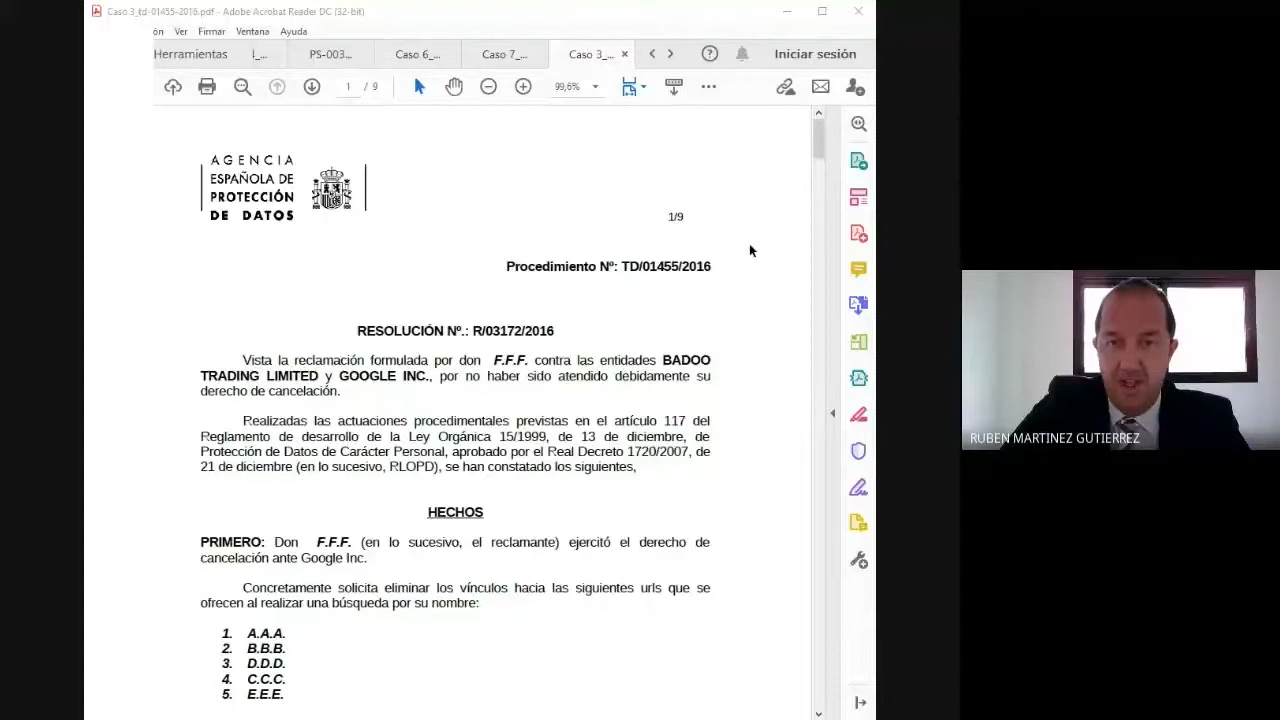 Caso.3_td-01455-2016.pdf - Adobe Acrobat Reader DC (32-bit)
ón Ver Firmar Ventana Ayuda
Herramientas l_... PS-003... Caso 6_... Caso 7_... Caso 3_... × Iniciar sesión
1 / 9 99,6%
AGENCIA
ESPAÑOLA DE
PROTECCIÓN
DE DATOS
1/9
Procedimiento Nº: TD/01455/2016
RESOLUCIÓN Nº.: R/03172/2016
Vista la reclamación formulada por don F.F.F. contra las entidades BADOO
TRADING LIMITED y GOOGLE INC., por no haber sido atendido debidamente su
derecho de cancelación.
Realizadas las actuaciones procedimentales previstas en el artículo 117 del
Reglamento de desarrollo de la Ley Orgánica 15/1999, de 13 de diciembre, de
Protección de Datos de Carácter Personal, aprobado por el Real Decreto 1720/2007, de
21 de diciembre (en lo sucesivo, RLOPD), se han constatado los siguientes,
HECHOS
PRIMERO: Don F.F.F. (en lo sucesivo, el reclamante) ejercitó el derecho de
cancelación ante Google Inc.
Concretamente solicita eliminar los vínculos hacia las siguientes urls que se
ofrecen al realizar una búsqueda por su nombre:
1. A.A.A.
2. B.B.B.
3. D.D.D.
4. C.C.C.
5. E.E.E.
RUBEN MARTINEZ GUTIERREZ